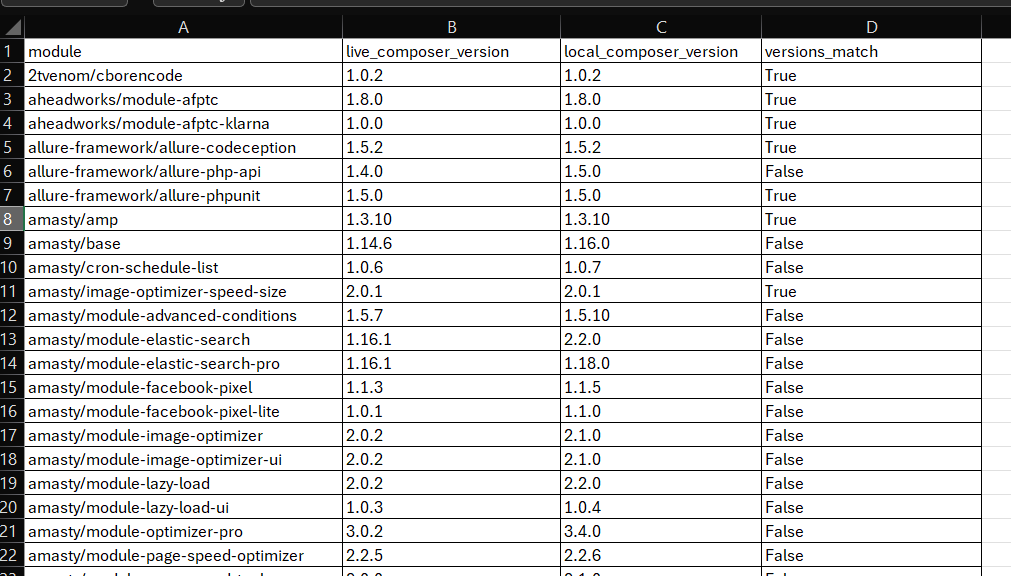 A B C D
1 module live_composer_version local_composer_version versions_match
2 2tvenom/cborencode 1.0.2 1.0.2 True
3 aheadworks/module-afptc 1.8.0 1.8.0 True
4 aheadworks/module-afptc-klarna 1.0.0 1.0.0 True
5 allure-framework/allure-codeception 1.5.2 1.5.2 True
6 allure-framework/allure-php-api 1.4.0 1.5.0 False
7 allure-framework/allure-phpunit 1.5.0 1.5.0 True
8 amasty/amp 1.3.10 1.3.10 True
9 amasty/base 1.14.6 1.16.0 False
10 amasty/cron-schedule-list 1.0.6 1.0.7 False
11 amasty/image-optimizer-speed-size 2.0.1 2.0.1 True
12 amasty/module-advanced-conditions 1.5.7 1.5.10 False
13 amasty/module-elastic-search 1.16.1 2.2.0 False
14 amasty/module-elastic-search-pro 1.16.1 1.18.0 False
15 amasty/module-facebook-pixel 1.1.3 1.1.5 False
16 amasty/module-facebook-pixel-lite 1.0.1 1.1.0 False
17 amasty/module-image-optimizer 2.0.2 2.1.0 False
18 amasty/module-image-optimizer-ui 2.0.2 2.1.0 False
19 amasty/module-lazy-load 2.0.2 2.2.0 False
20 amasty/module-lazy-load-ui 1.0.3 1.0.4 False
21 amasty/module-optimizer-pro 3.0.2 3.4.0 False
22 amasty/module-page-speed-optimizer 2.2.5 2.2.6 False